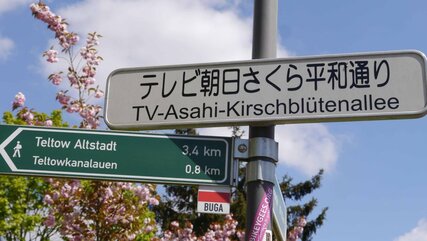 テレビ朝日さくら平和通り
TV-Asahi-Kirschblütenallee
Teltow Altstadt 3.4 km
Teltowkanalauen 0.8 km
BUGA